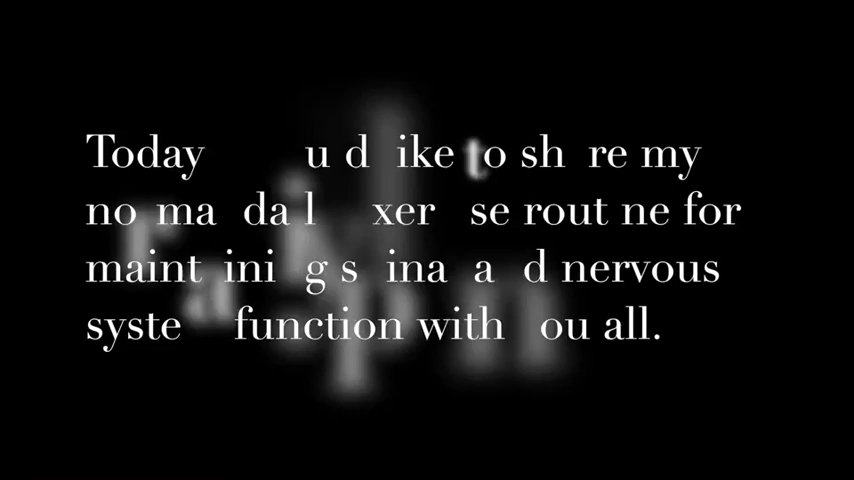 Today u d ike to sh re my
no ma da l xer se rout ne for
maint ini g s ina a d nervous
syste function with ou all.